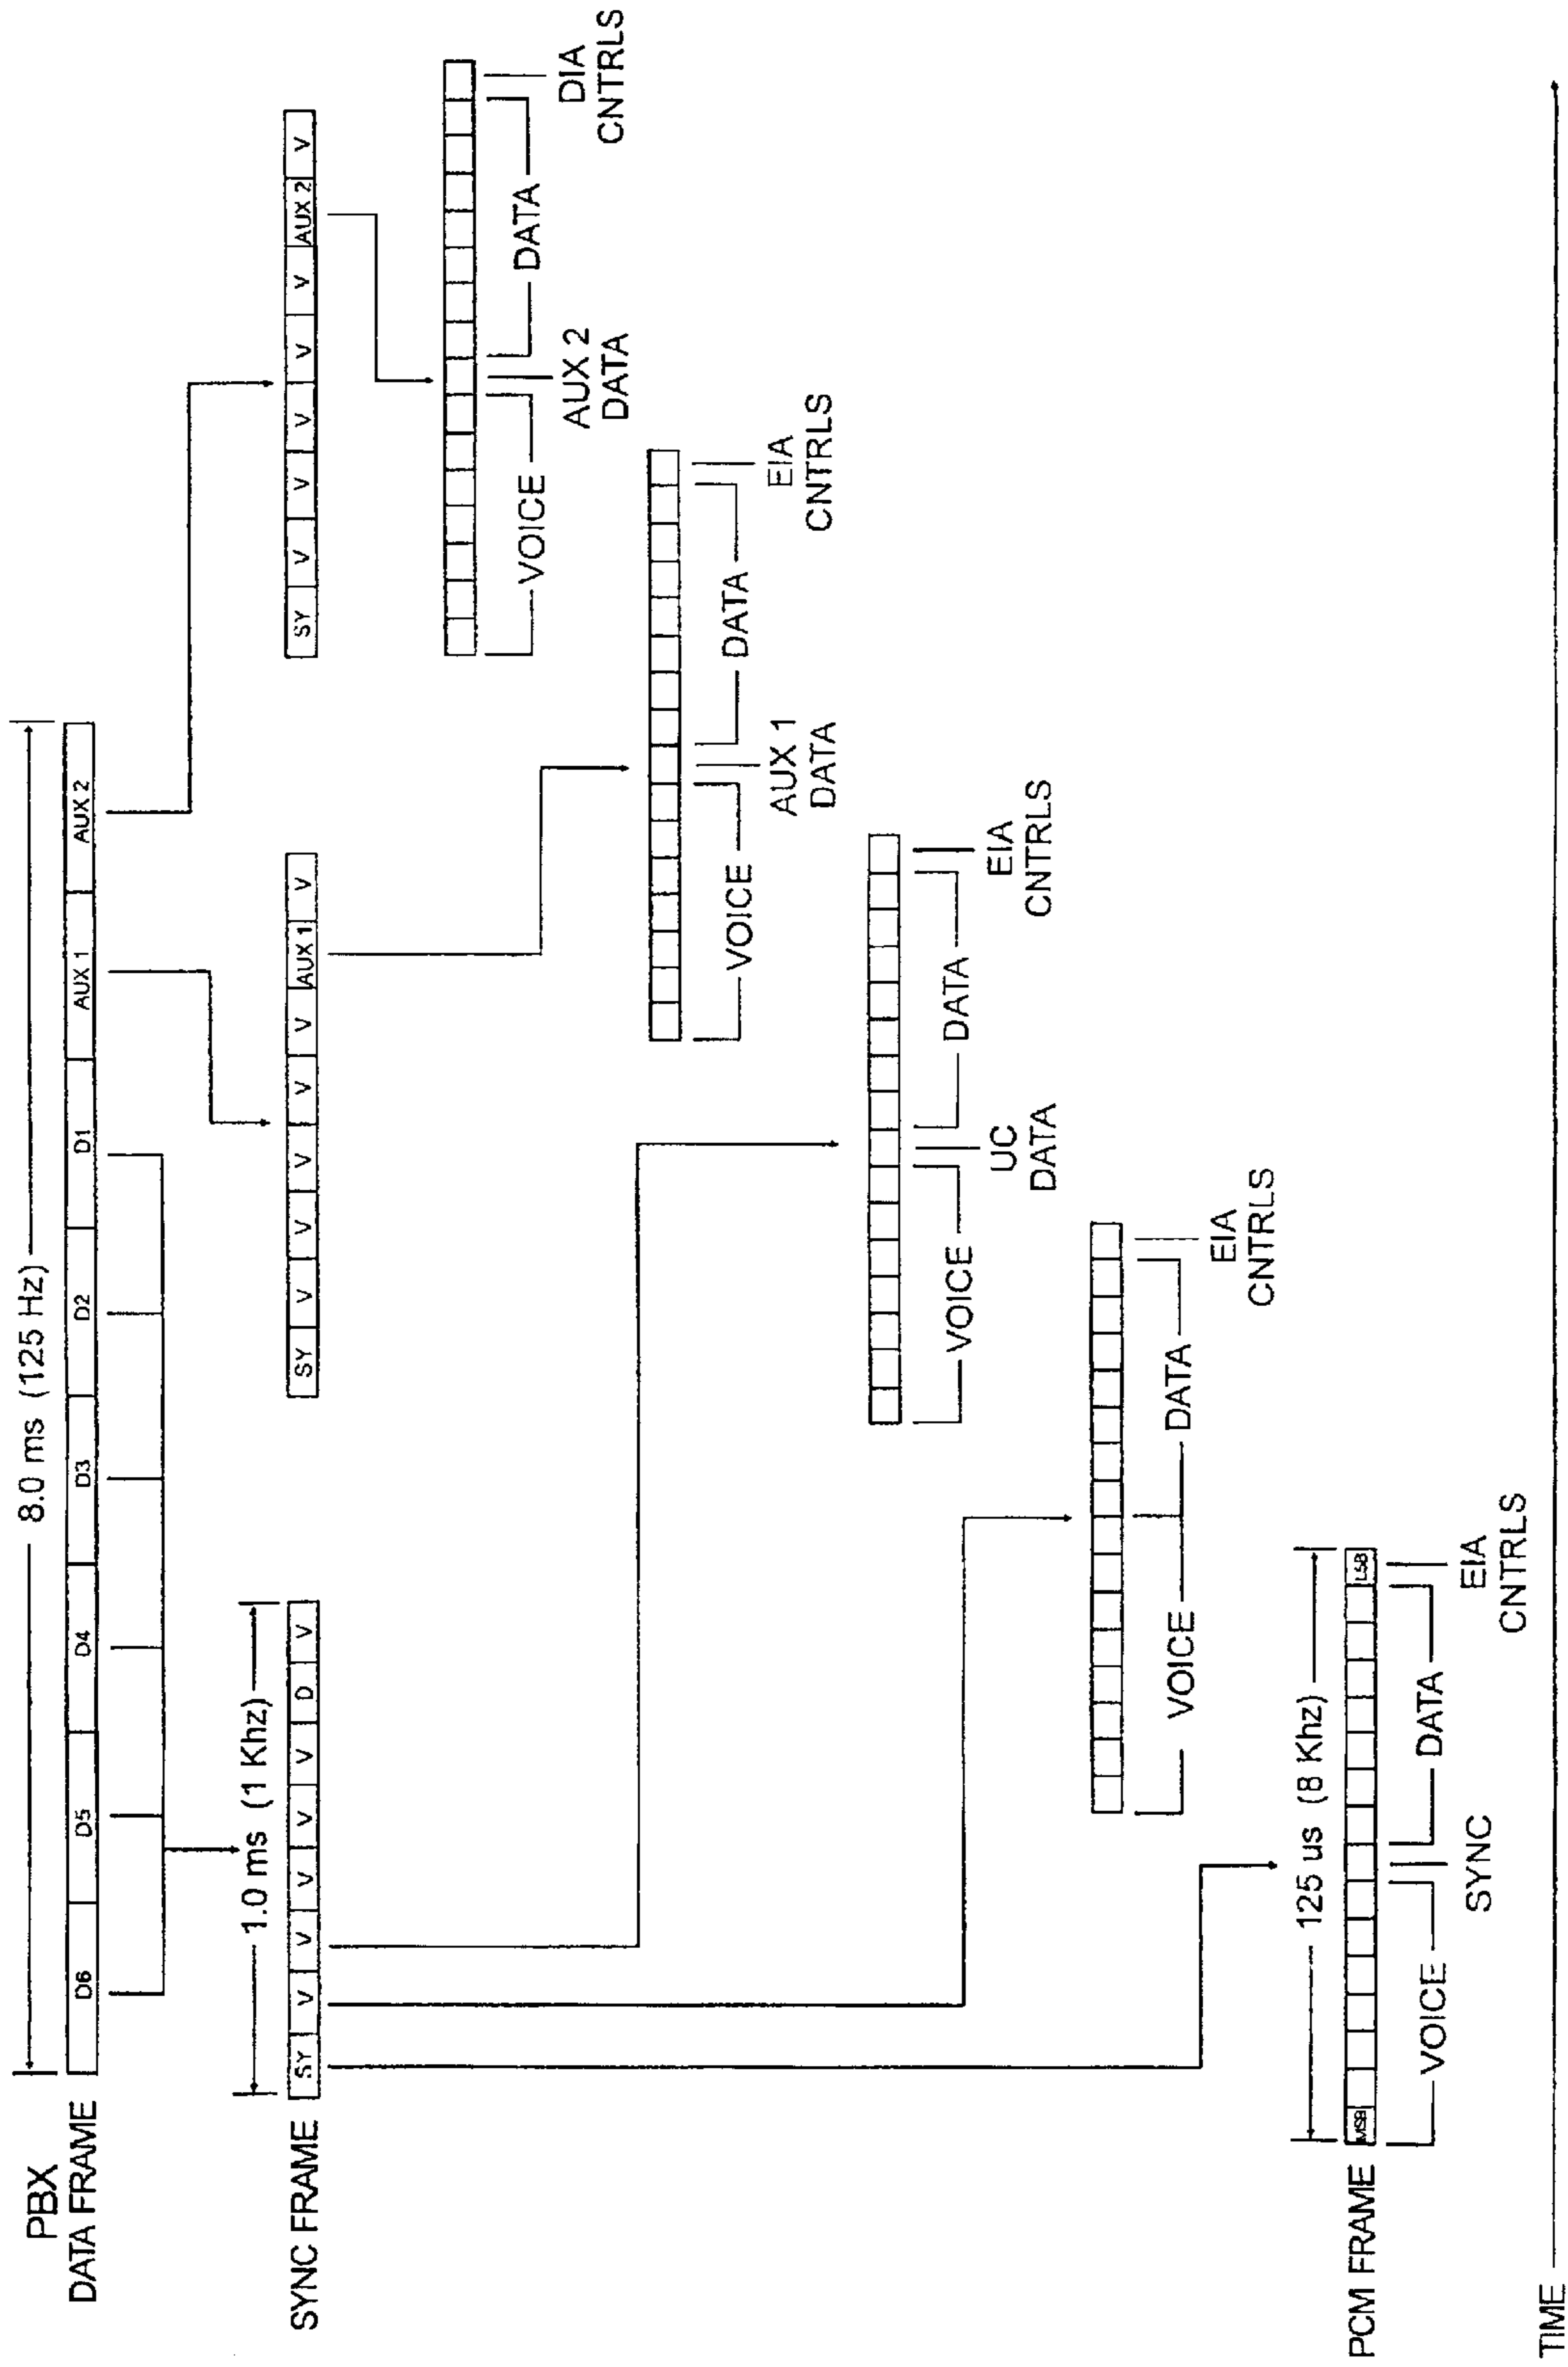 PBX
DATA FRAME
8.0 ms (125 Hz)
D6 D5 D4 D3 D2 D1 AUX 1 AUX 2
SYNC FRAME
1.0 ms (1 Khz)
SY V V V V V D V
SY V V V V V AUX 1 V
SY V V V V V AUX 2 V
VOICE
AUX 2
DATA
DATA
DIA
CNTRLS
VOICE
AUX 1
DATA
DATA
EIA
CNTRLS
VOICE
UC
DATA
DATA
EIA
CNTRLS
VOICE
DATA
EIA
CNTRLS
PCM FRAME
125 us (8 Khz)
MSB LSB
VOICE
SYNC
DATA
EIA
CNTRLS
TIME